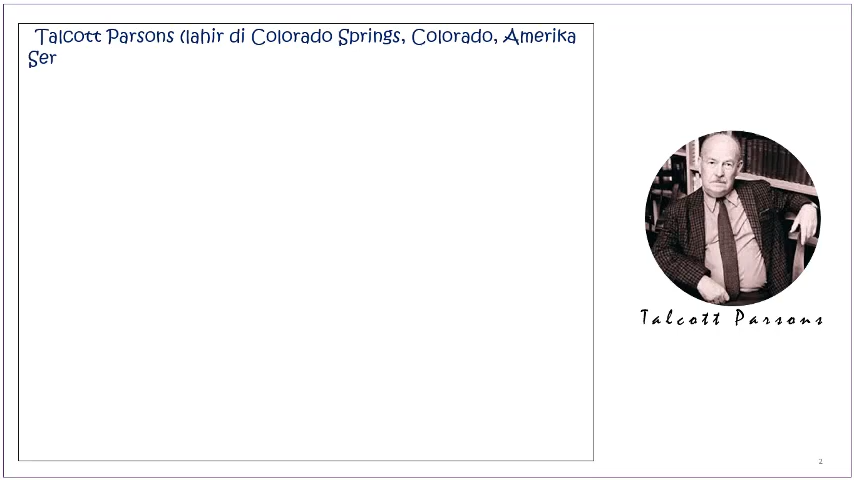 Talcott Parsons (lahir di Colorado Springs, Colorado, Amerika
Ser
Talcott Parsons
2